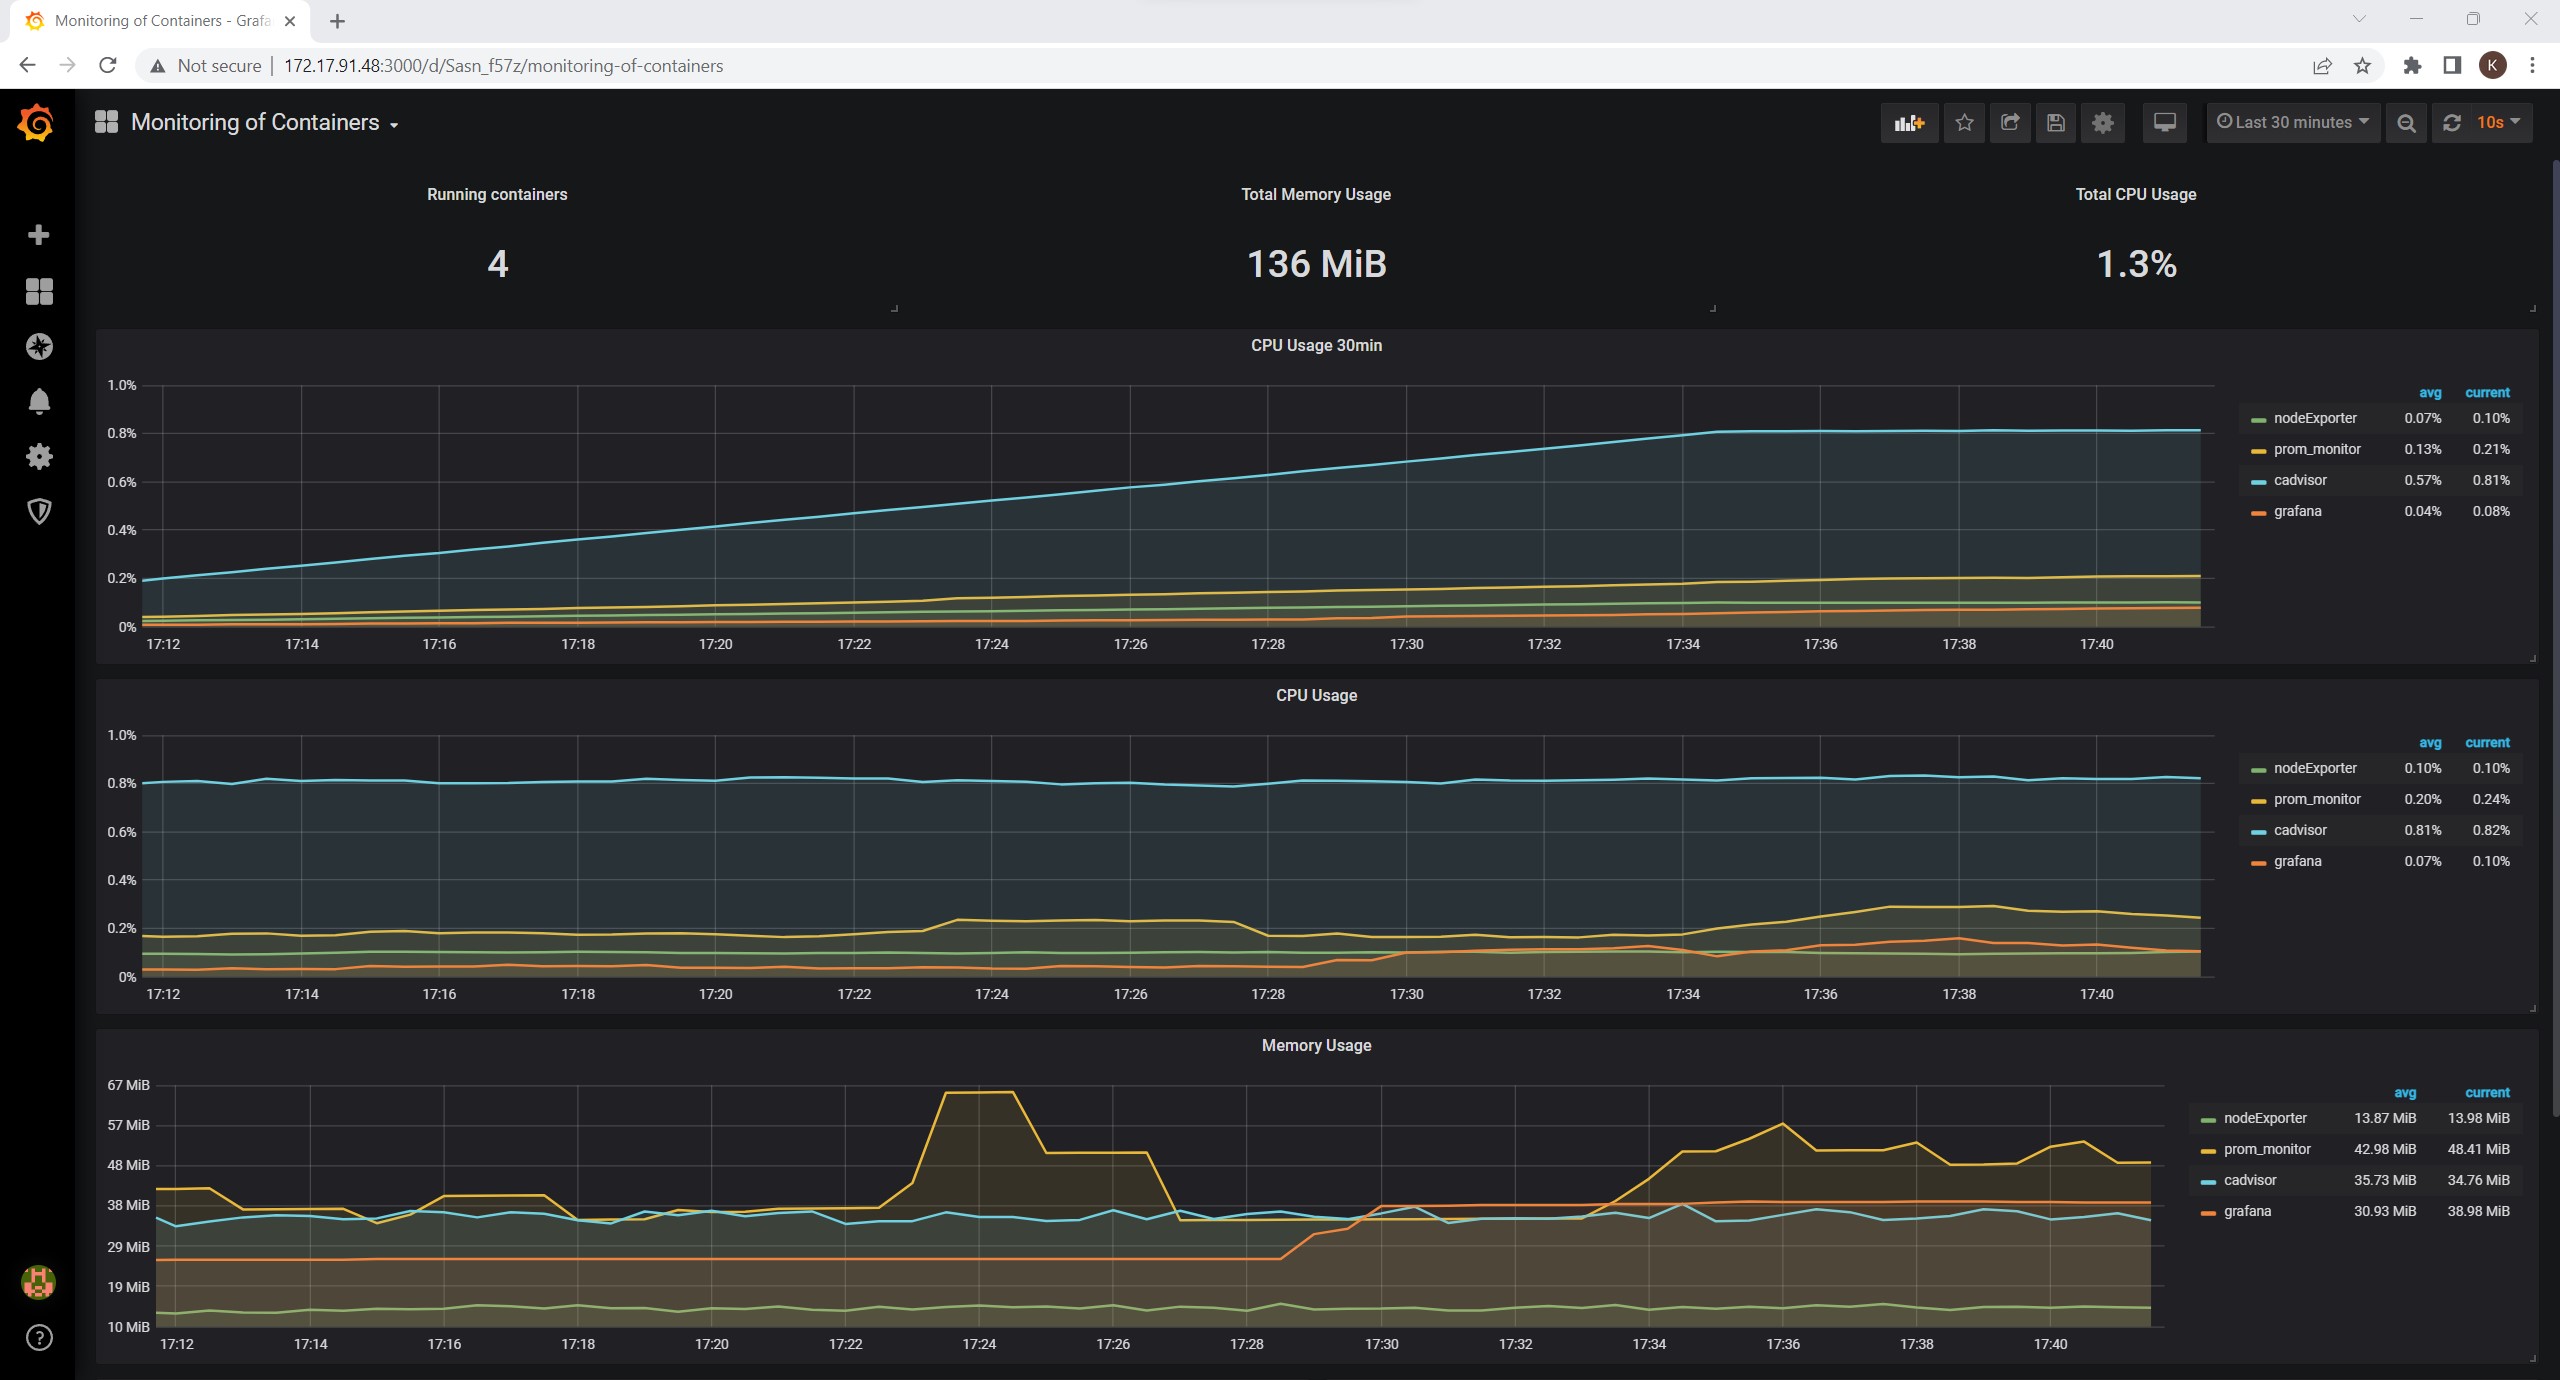 Monitoring of Containers - Grafa
Not secure 172.17.91.48:3000/d/Sasn_f57z/monitoring-of-containers
K
Monitoring of Containers
Last 30 minutes
10s
Running containers
4
Total Memory Usage
136 MiB
Total CPU Usage
1.3%
CPU Usage 30min
1.0%
0.8%
0.6%
0.4%
0.2%
0%
17:12 17:14 17:16 17:18 17:20 17:22 17:24 17:26 17:28 17:30 17:32 17:34 17:36 17:38 17:40
avg current
nodeExporter 0.07% 0.10%
prom_monitor 0.13% 0.21%
cadvisor 0.57% 0.81%
grafana 0.04% 0.08%
CPU Usage
1.0%
0.8%
0.6%
0.4%
0.2%
0%
17:12 17:14 17:16 17:18 17:20 17:22 17:24 17:26 17:28 17:30 17:32 17:34 17:36 17:38 17:40
avg current
nodeExporter 0.10% 0.10%
prom_monitor 0.20% 0.24%
cadvisor 0.81% 0.82%
grafana 0.07% 0.10%
Memory Usage
67 MiB
57 MiB
48 MiB
38 MiB
29 MiB
19 MiB
10 MiB
17:12 17:14 17:16 17:18 17:20 17:22 17:24 17:26 17:28 17:30 17:32 17:34 17:36 17:38 17:40
avg current
nodeExporter 13.87 MiB 13.98 MiB
prom_monitor 42.98 MiB 48.41 MiB
cadvisor 35.73 MiB 34.76 MiB
grafana 30.93 MiB 38.98 MiB